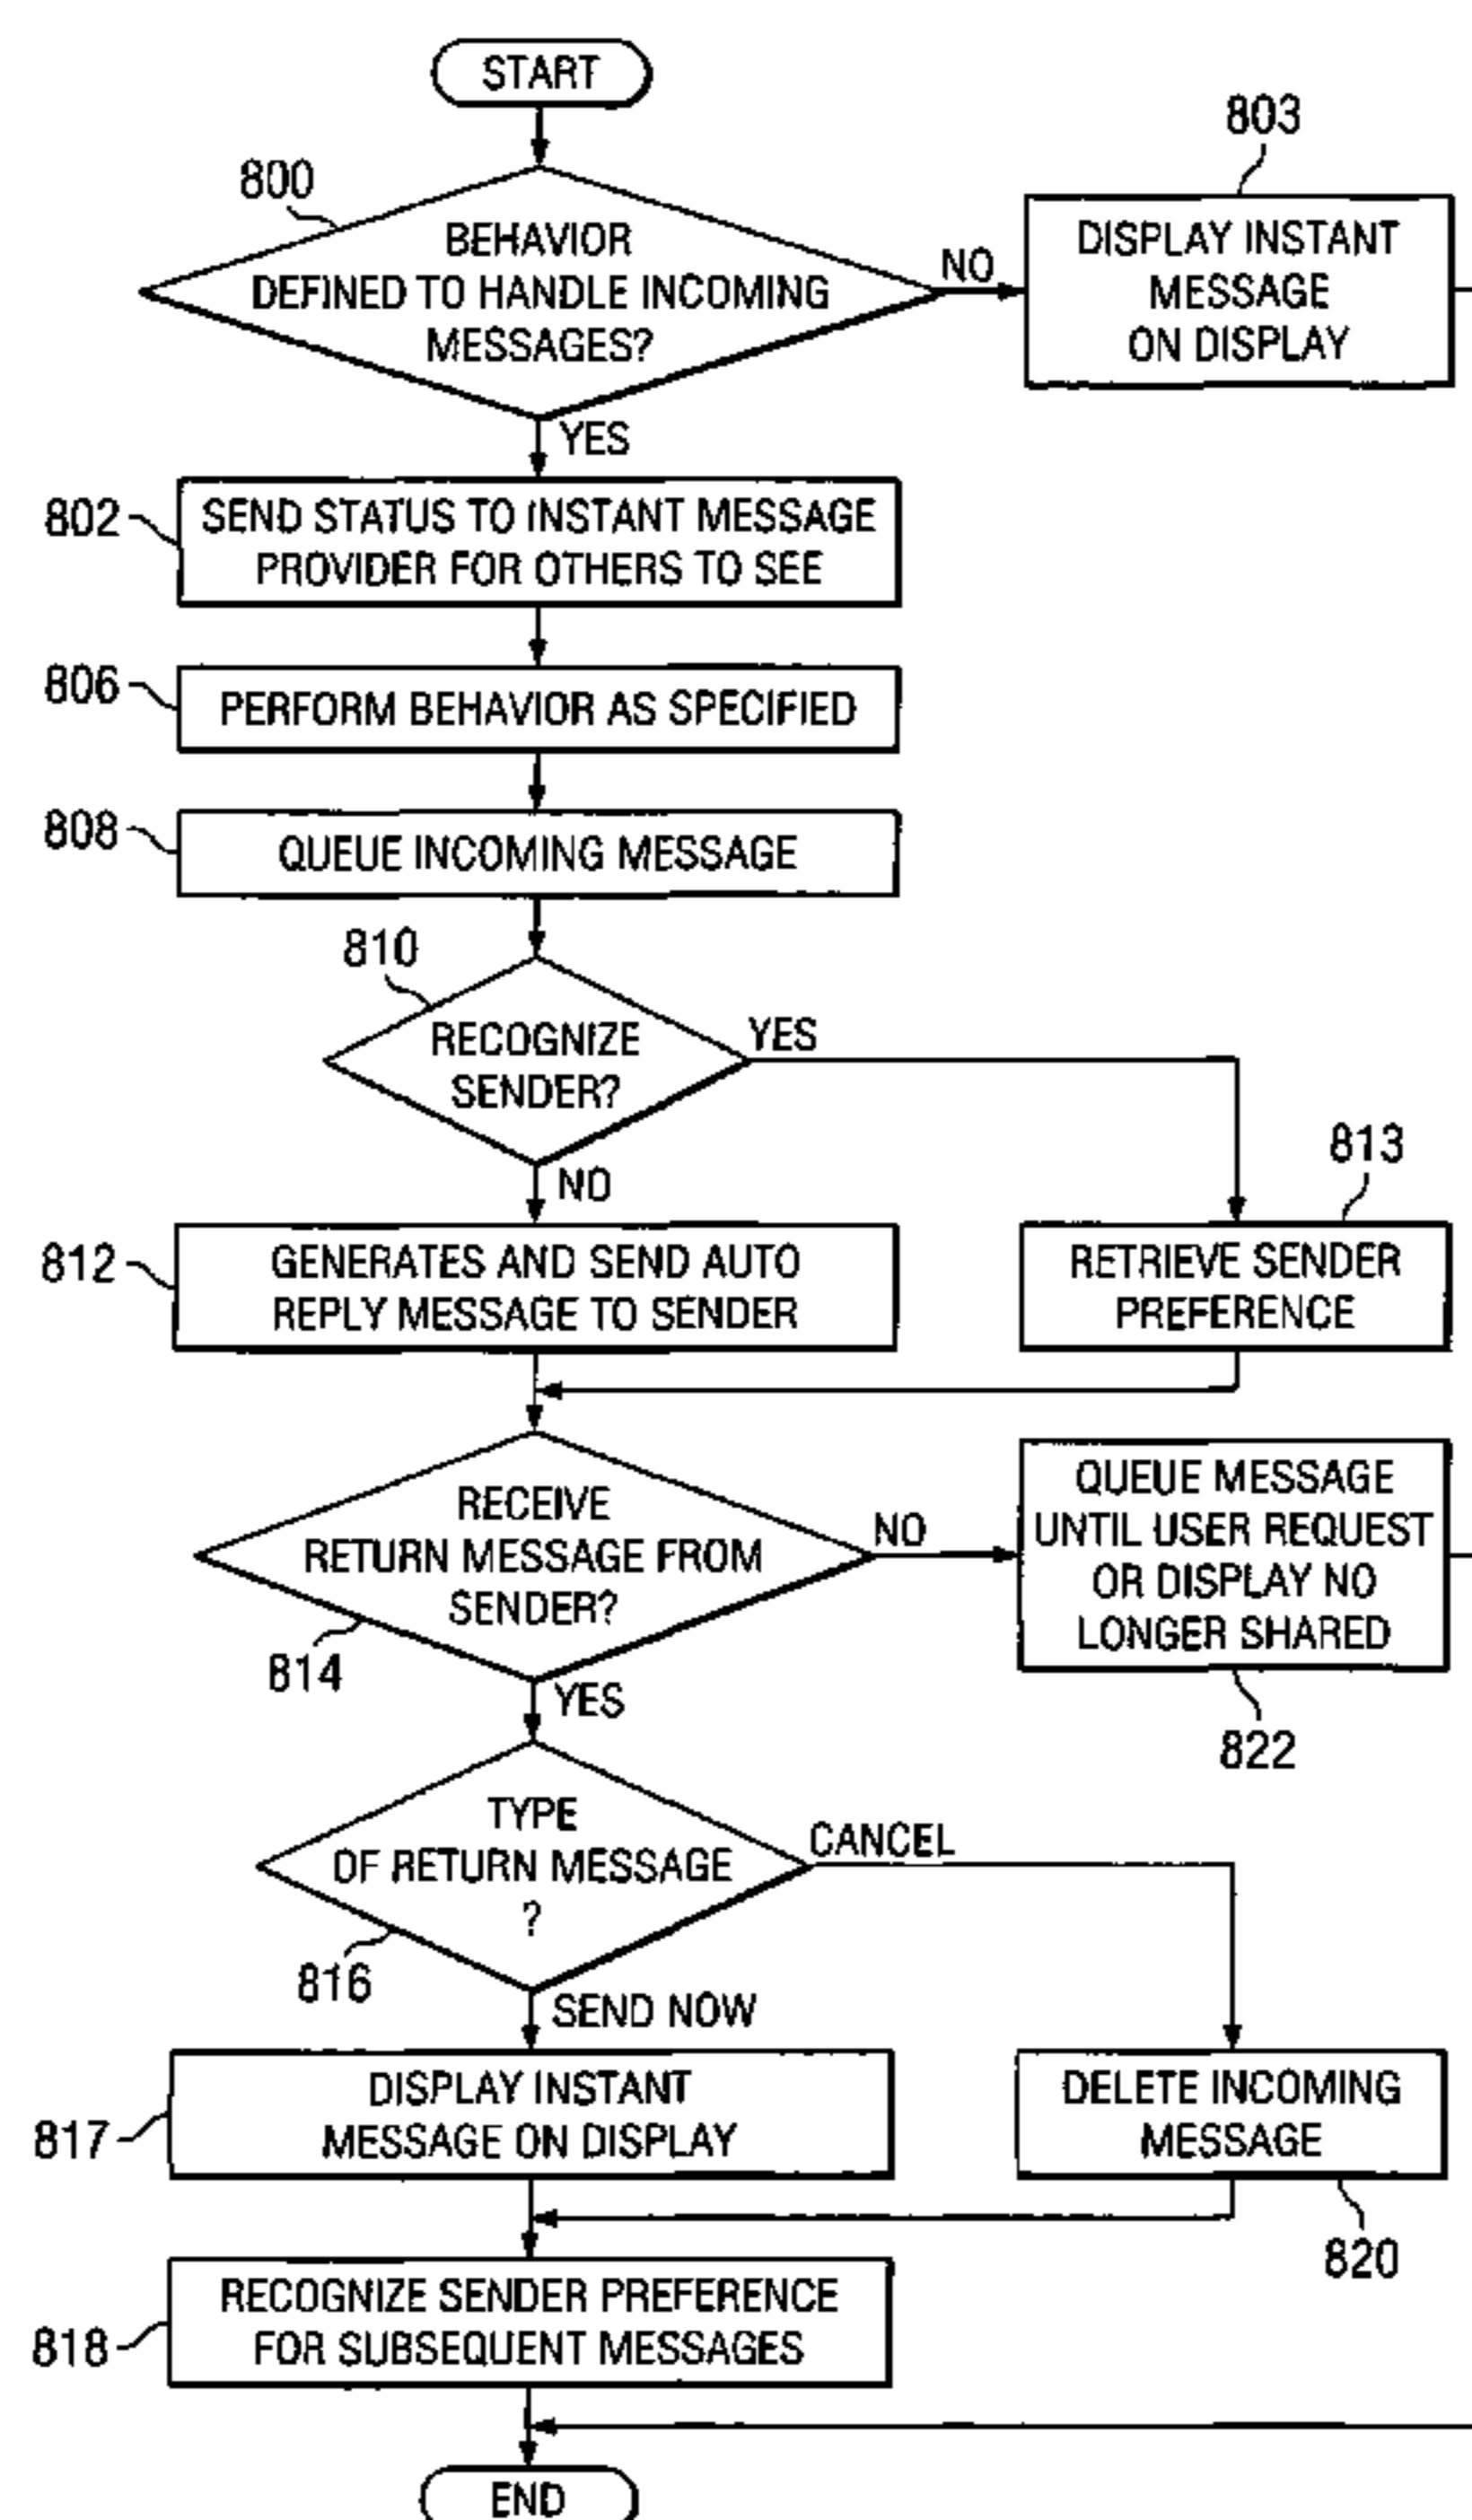 START
800
BEHAVIOR
DEFINED TO HANDLE INCOMING
MESSAGES?
NO
803
DISPLAY INSTANT
MESSAGE
ON DISPLAY
YES
802
SEND STATUS TO INSTANT MESSAGE
PROVIDER FOR OTHERS TO SEE
806
PERFORM BEHAVIOR AS SPECIFIED
808
QUEUE INCOMING MESSAGE
810
RECOGNIZE
SENDER?
YES
NO
812
GENERATES AND SEND AUTO
REPLY MESSAGE TO SENDER
813
RETRIEVE SENDER
PREFERENCE
RECEIVE
RETURN MESSAGE FROM
SENDER?
814
NO
QUEUE MESSAGE
UNTIL USER REQUEST
OR DISPLAY NO
LONGER SHARED
822
YES
TYPE
OF RETURN MESSAGE
?
816
CANCEL
SEND NOW
817
DISPLAY INSTANT
MESSAGE ON DISPLAY
DELETE INCOMING
MESSAGE
820
818
RECOGNIZE SENDER PREFERENCE
FOR SUBSEQUENT MESSAGES
END